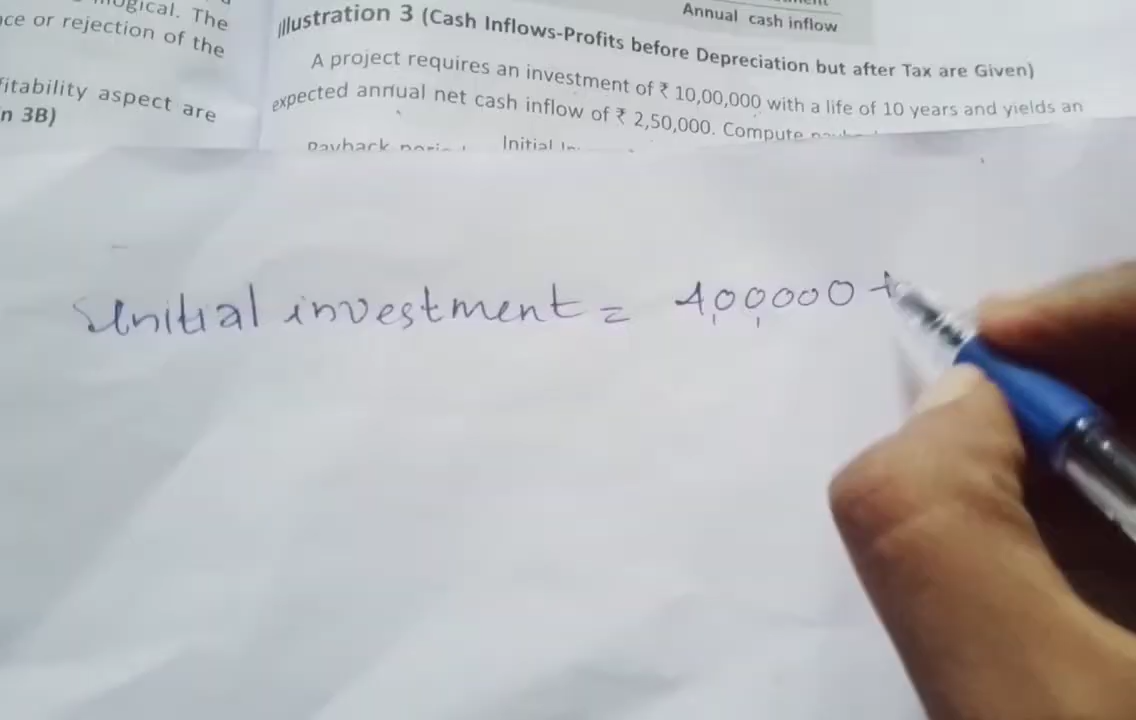 The
ce or rejection of the
fitability aspect are
n 3B)
Annual cash inflow
Illustration 3 (Cash Inflows-Profits before Depreciation but after Tax are Given)
A project requires an investment of ₹ 10,00,000 with a life of 10 years and yields an
expected annual net cash inflow of ₹ 2,50,000. Compute
Payback Initial
Initial investment = 4,00,000 +